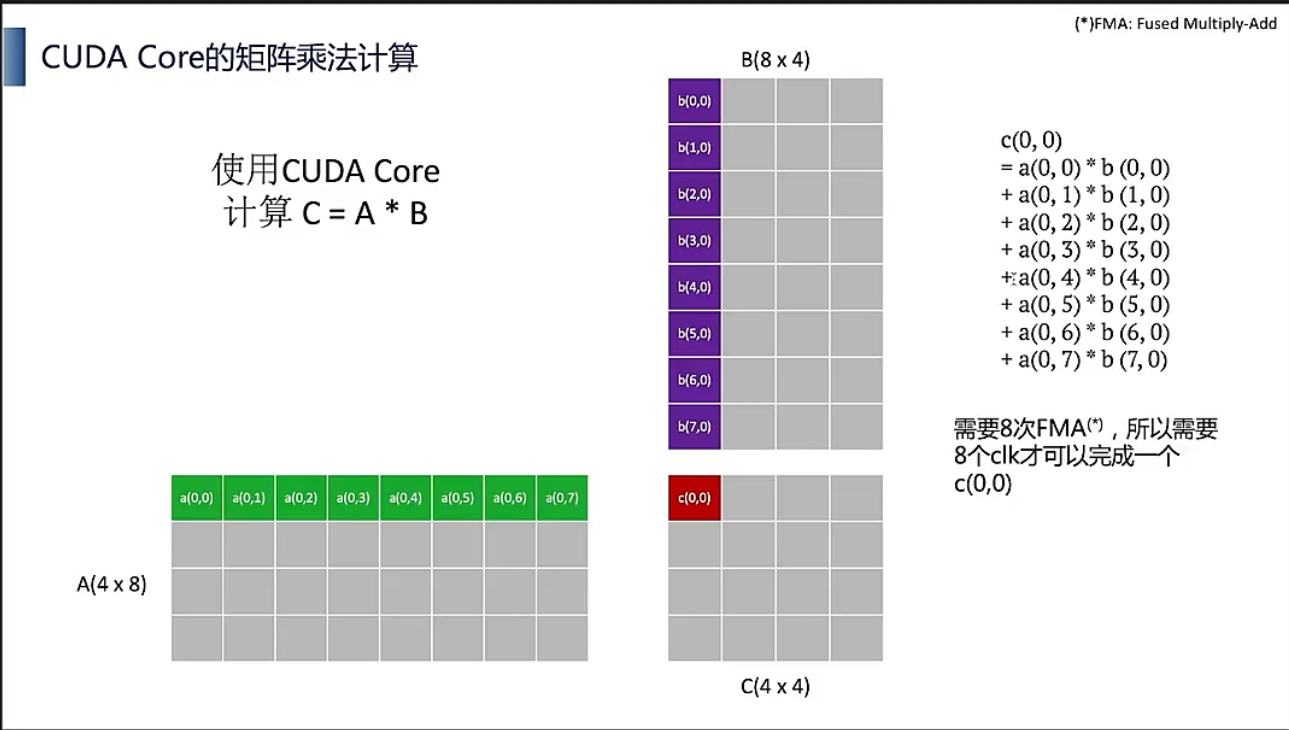 (*)FMA: Fused Multiply-Add
CUDA Core的矩阵乘法计算
使用CUDA Core
计算 C = A * B
B(8 x 4)
b(0,0)
b(1,0)
b(2,0)
b(3,0)
b(4,0)
b(5,0)
b(6,0)
b(7,0)
c(0, 0)
= a(0, 0) * b (0, 0)
+ a(0, 1) * b (1, 0)
+ a(0, 2) * b (2, 0)
+ a(0, 3) * b (3, 0)
+ a(0, 4) * b (4, 0)
+ a(0, 5) * b (5, 0)
+ a(0, 6) * b (6, 0)
+ a(0, 7) * b (7, 0)
需要8次FMA(*)，所以需要
8个clk才可以完成一个
c(0,0)
a(0,0) a(0,1) a(0,2) a(0,3) a(0,4) a(0,5) a(0,6) a(0,7)
c(0,0)
A(4 x 8)
C(4 x 4)